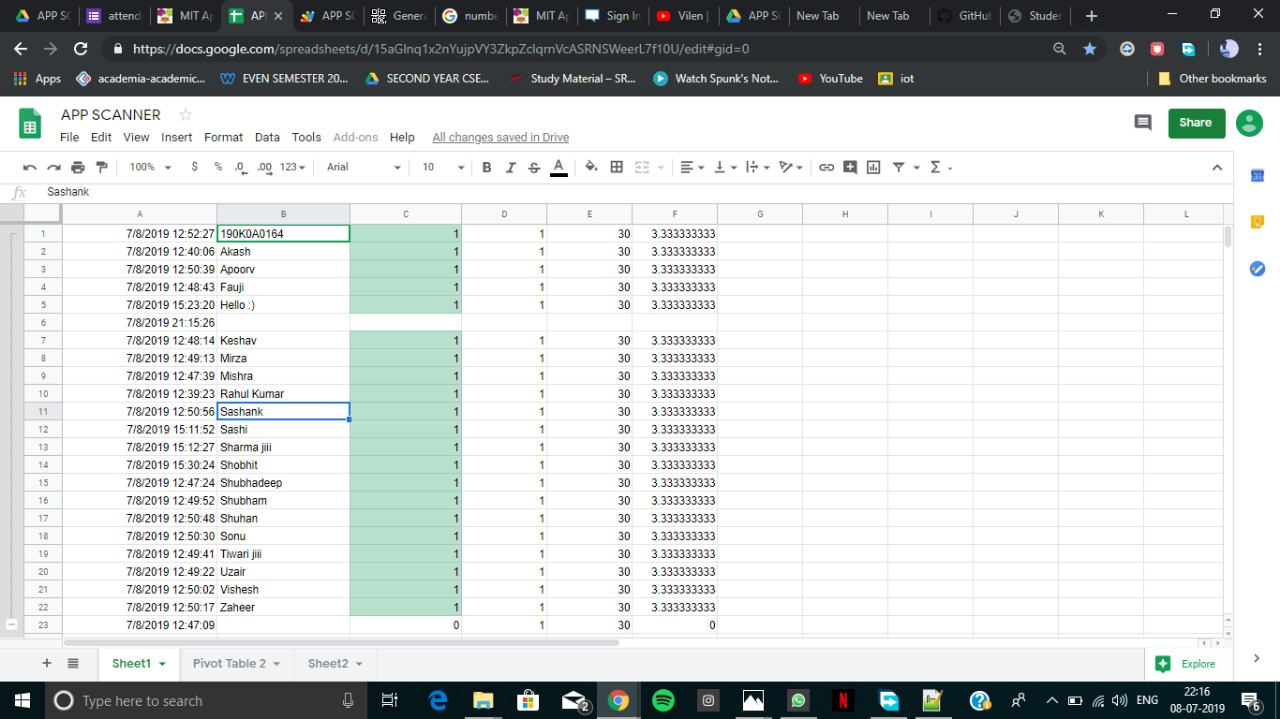 APP SC
attend
MIT Ap
AP
APP SC
Genera
numbe
MIT AI
Sign In
Vilen |
APP SC
New Tab
New Tab
GitHu
Studer
https://docs.google.com/spreadsheets/d/15aGlnq1x2nYujpVY3ZkpZclqrnVcASRNSWeerL7f10U/edit#gid=0
Apps
academia-academic...
EVEN SEMESTER 20...
SECOND YEAR CSE...
Study Material – SR...
Watch Spunk's Not...
YouTube
iot
Other bookmarks
APP SCANNER
File Edit View Insert Format Data Tools Add-ons Help All changes saved in Drive
Share
100% $ % .0 .00 123 Arial 10 B I S A Σ
fx Sashank
A B C D E F G H I J K L
1 7/8/2019 12:52:27 190K0A0164 1 1 30 3.333333333
2 7/8/2019 12:40:06 Akash 1 1 30 3.333333333
3 7/8/2019 12:50:39 Apoorv 1 1 30 3.333333333
4 7/8/2019 12:48:43 Fauji 1 1 30 3.333333333
5 7/8/2019 15:23:20 Hello :) 1 1 30 3.333333333
6 7/8/2019 21:15:26
7 7/8/2019 12:48:14 Keshav 1 1 30 3.333333333
8 7/8/2019 12:49:13 Mirza 1 1 30 3.333333333
9 7/8/2019 12:47:39 Mishra 1 1 30 3.333333333
10 7/8/2019 12:39:23 Rahul Kumar 1 1 30 3.333333333
11 7/8/2019 12:50:56 Sashank 1 1 30 3.333333333
12 7/8/2019 15:11:52 Sashi 1 1 30 3.333333333
13 7/8/2019 15:12:27 Sharma jiii 1 1 30 3.333333333
14 7/8/2019 15:30:24 Shobhit 1 1 30 3.333333333
15 7/8/2019 12:47:24 Shubhadeep 1 1 30 3.333333333
16 7/8/2019 12:49:52 Shubham 1 1 30 3.333333333
17 7/8/2019 12:50:48 Shuhan 1 1 30 3.333333333
18 7/8/2019 12:50:30 Sonu 1 1 30 3.333333333
19 7/8/2019 12:49:41 Tiwari jiii 1 1 30 3.333333333
20 7/8/2019 12:49:22 Uzair 1 1 30 3.333333333
21 7/8/2019 12:50:02 Vishesh 1 1 30 3.333333333
22 7/8/2019 12:50:17 Zaheer 1 1 30 3.333333333
23 7/8/2019 12:47:09 0 1 30 0
Sheet1 Pivot Table 2 Sheet2 Explore
Type here to search
2
ENG
22:16
08-07-2019
6